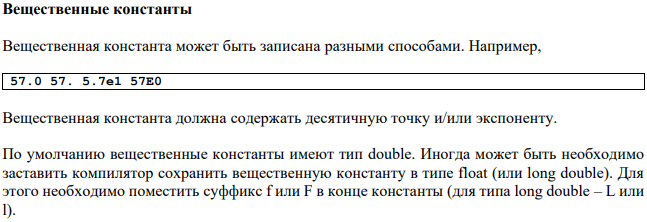 Вещественные константы
Вещественная константа может быть записана разными способами. Например,
57.0 57. 5.7e1 57E0
Вещественная константа должна содержать десятичную точку и/или экспоненту.
По умолчанию вещественные константы имеют тип double. Иногда может быть необходимо
заставить компилятор сохранить вещественную константу в типе float (или long double). Для
этого необходимо поместить суффикс f или F в конце константы (для типа long double – L или
l).